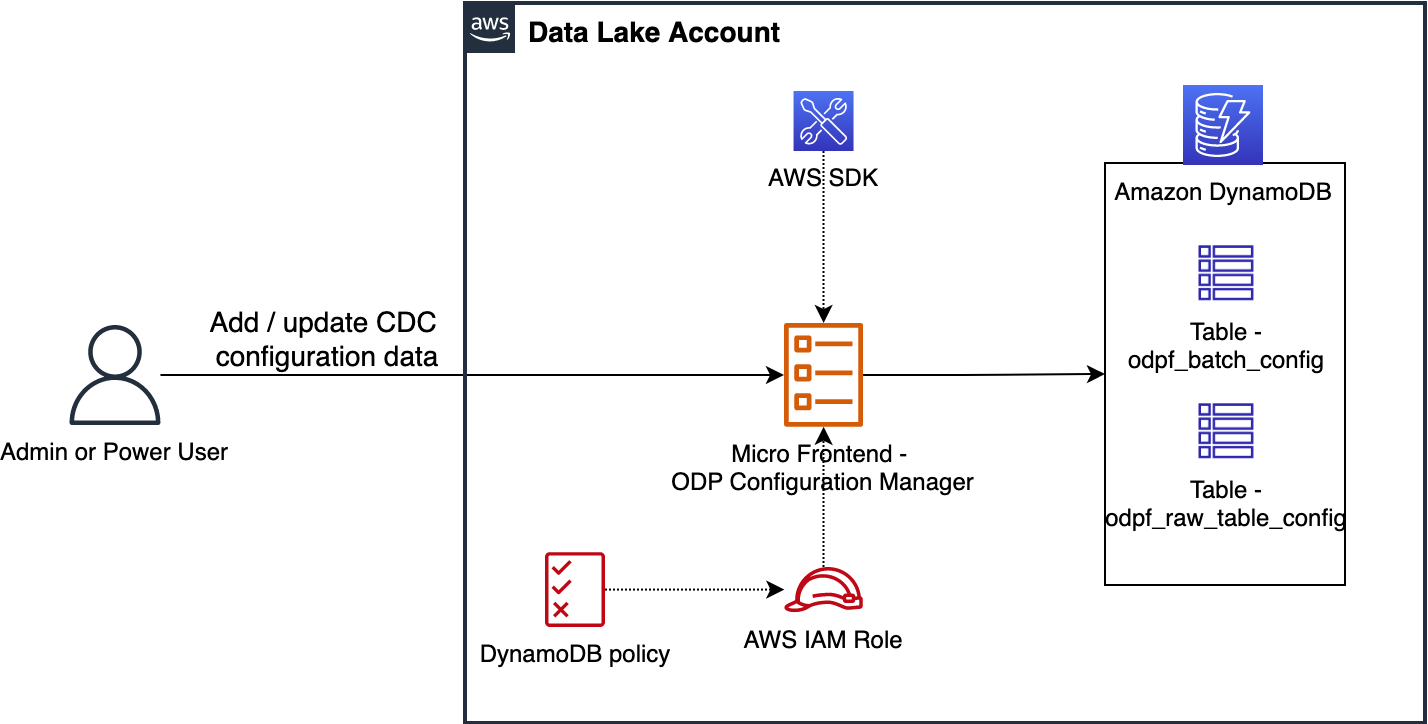 aws
Data Lake Account
AWS SDK
Amazon DynamoDB
Table -
odpf_batch_config
Add / update CDC
configuration data
Admin or Power User
Micro Frontend -
ODP Configuration Manager
Table -
odpf_raw_table_config
DynamoDB policy
AWS IAM Role